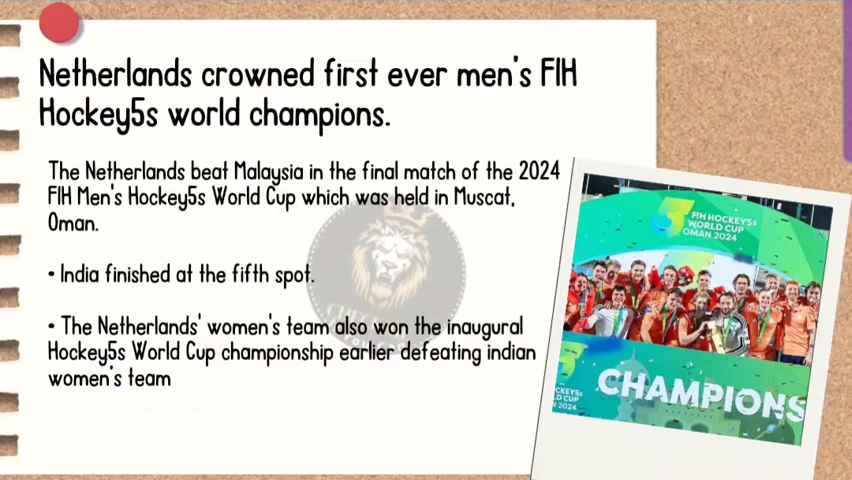 Netherlands crowned first ever men's FIH
Hockey5s world champions.
The Netherlands beat Malaysia in the final match of the 2024
FIH Men's Hockey5s World Cup which was held in Muscat,
Oman.
• India finished at the fifth spot.
• The Netherlands' women's team also won the inaugural
Hockey5s World Cup championship earlier defeating indian
women's team
FIH HOCKEY5s
WORLD CUP
OMAN 2024
CHAMPIONS